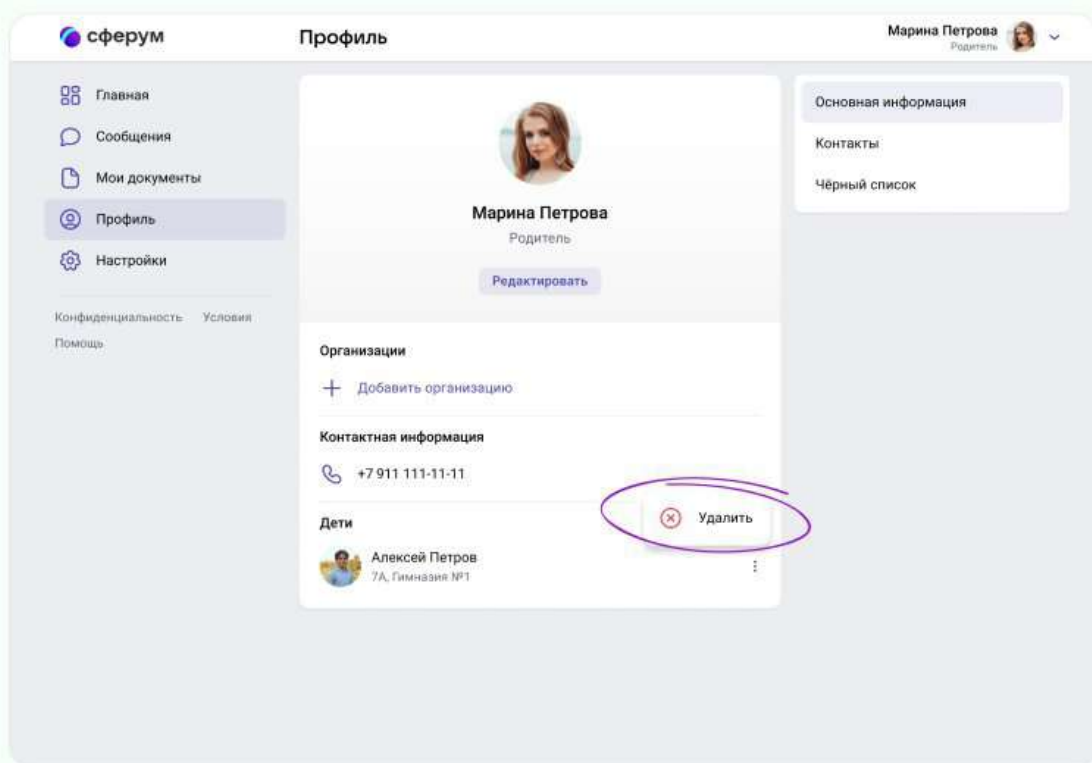 сферум
Профиль
Марина Петрова
Родитель
Главная
Сообщения
Мои документы
Профиль
Настройки
Конфиденциальность Условия
Помощь
Марина Петрова
Родитель
Редактировать
Организации
Добавить организацию
Контактная информация
+7 911 111-11-11
Удалить
Дети
Алексей Петров
7А, Гимназия №1
Основная информация
Контакты
Чёрный список